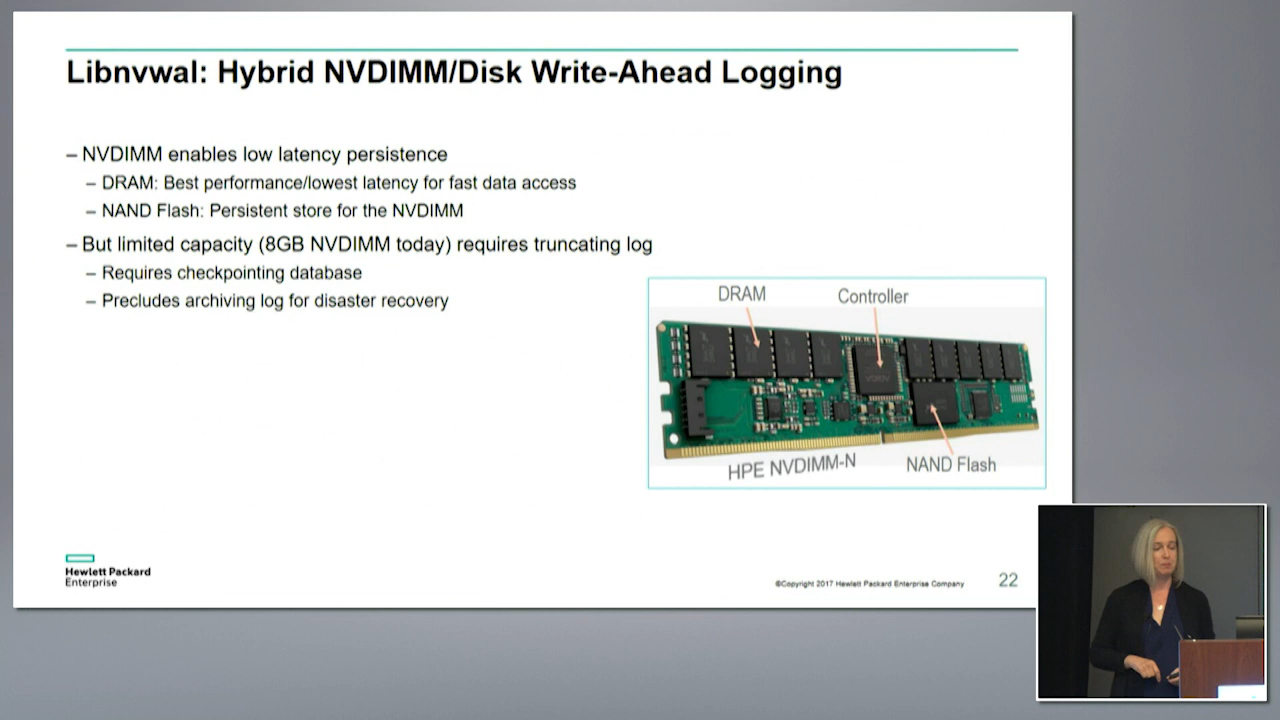 Libnvwal: Hybrid NVDIMM/Disk Write-Ahead Logging
– NVDIMM enables low latency persistence
– DRAM: Best performance/lowest latency for fast data access
– NAND Flash: Persistent store for the NVDIMM
– But limited capacity (8GB NVDIMM today) requires truncating log
– Requires checkpointing database
– Precludes archiving log for disaster recovery
DRAM
Controller
HPE NVDIMM-N
NAND Flash
Hewlett Packard
Enterprise
©Copyright 2017 Hewlett Packard Enterprise Company
22